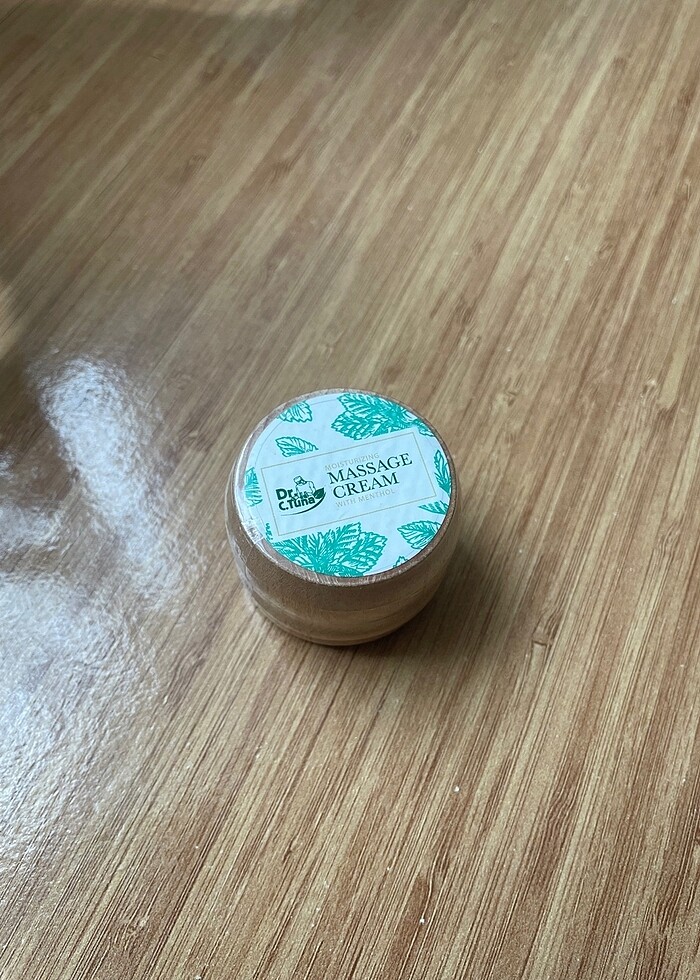 Dr.
C.Tuna
MOISTURIZING
MASSAGE
CREAM
WITH MENTHOL